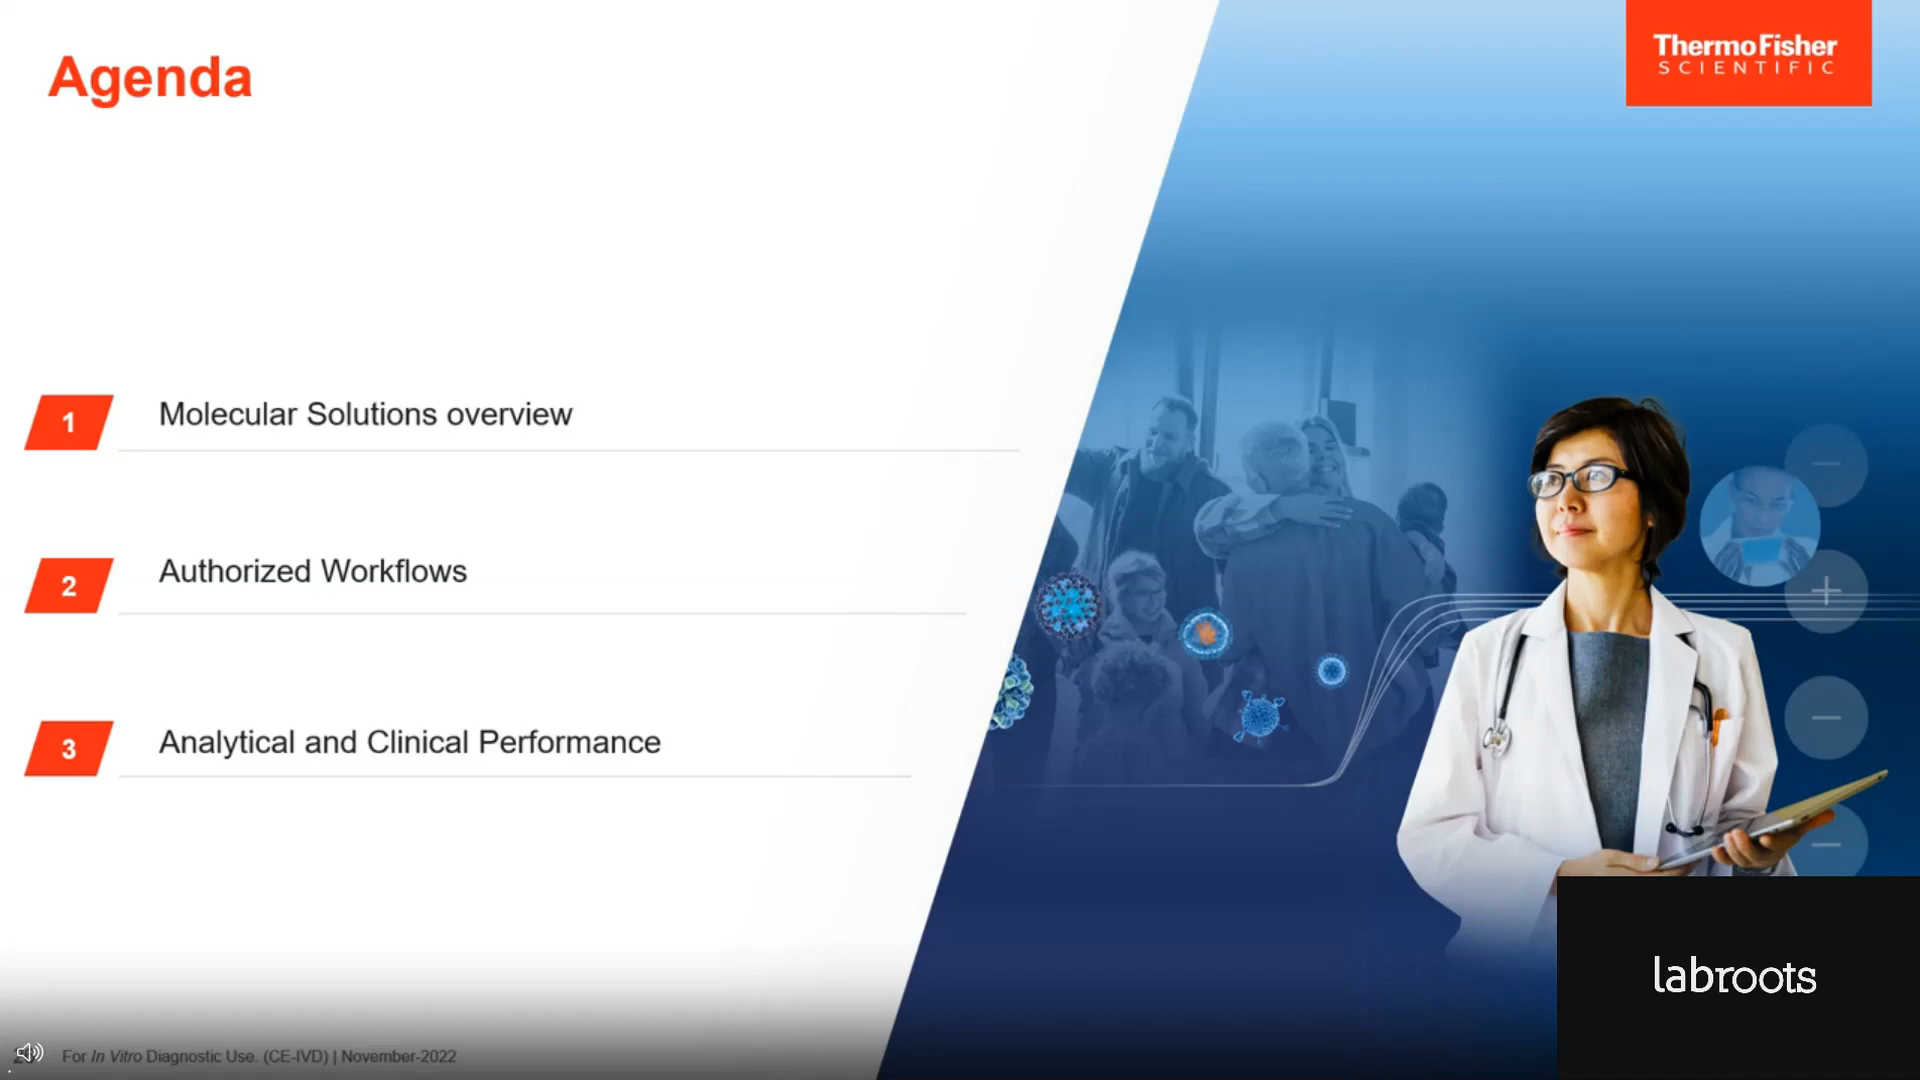 Agenda
ThermoFisher
SCIENTIFIC
1 Molecular Solutions overview
2 Authorized Workflows
3 Analytical and Clinical Performance
labroots
For In Vitro Diagnostic Use. (CE-IVD) | November-2022